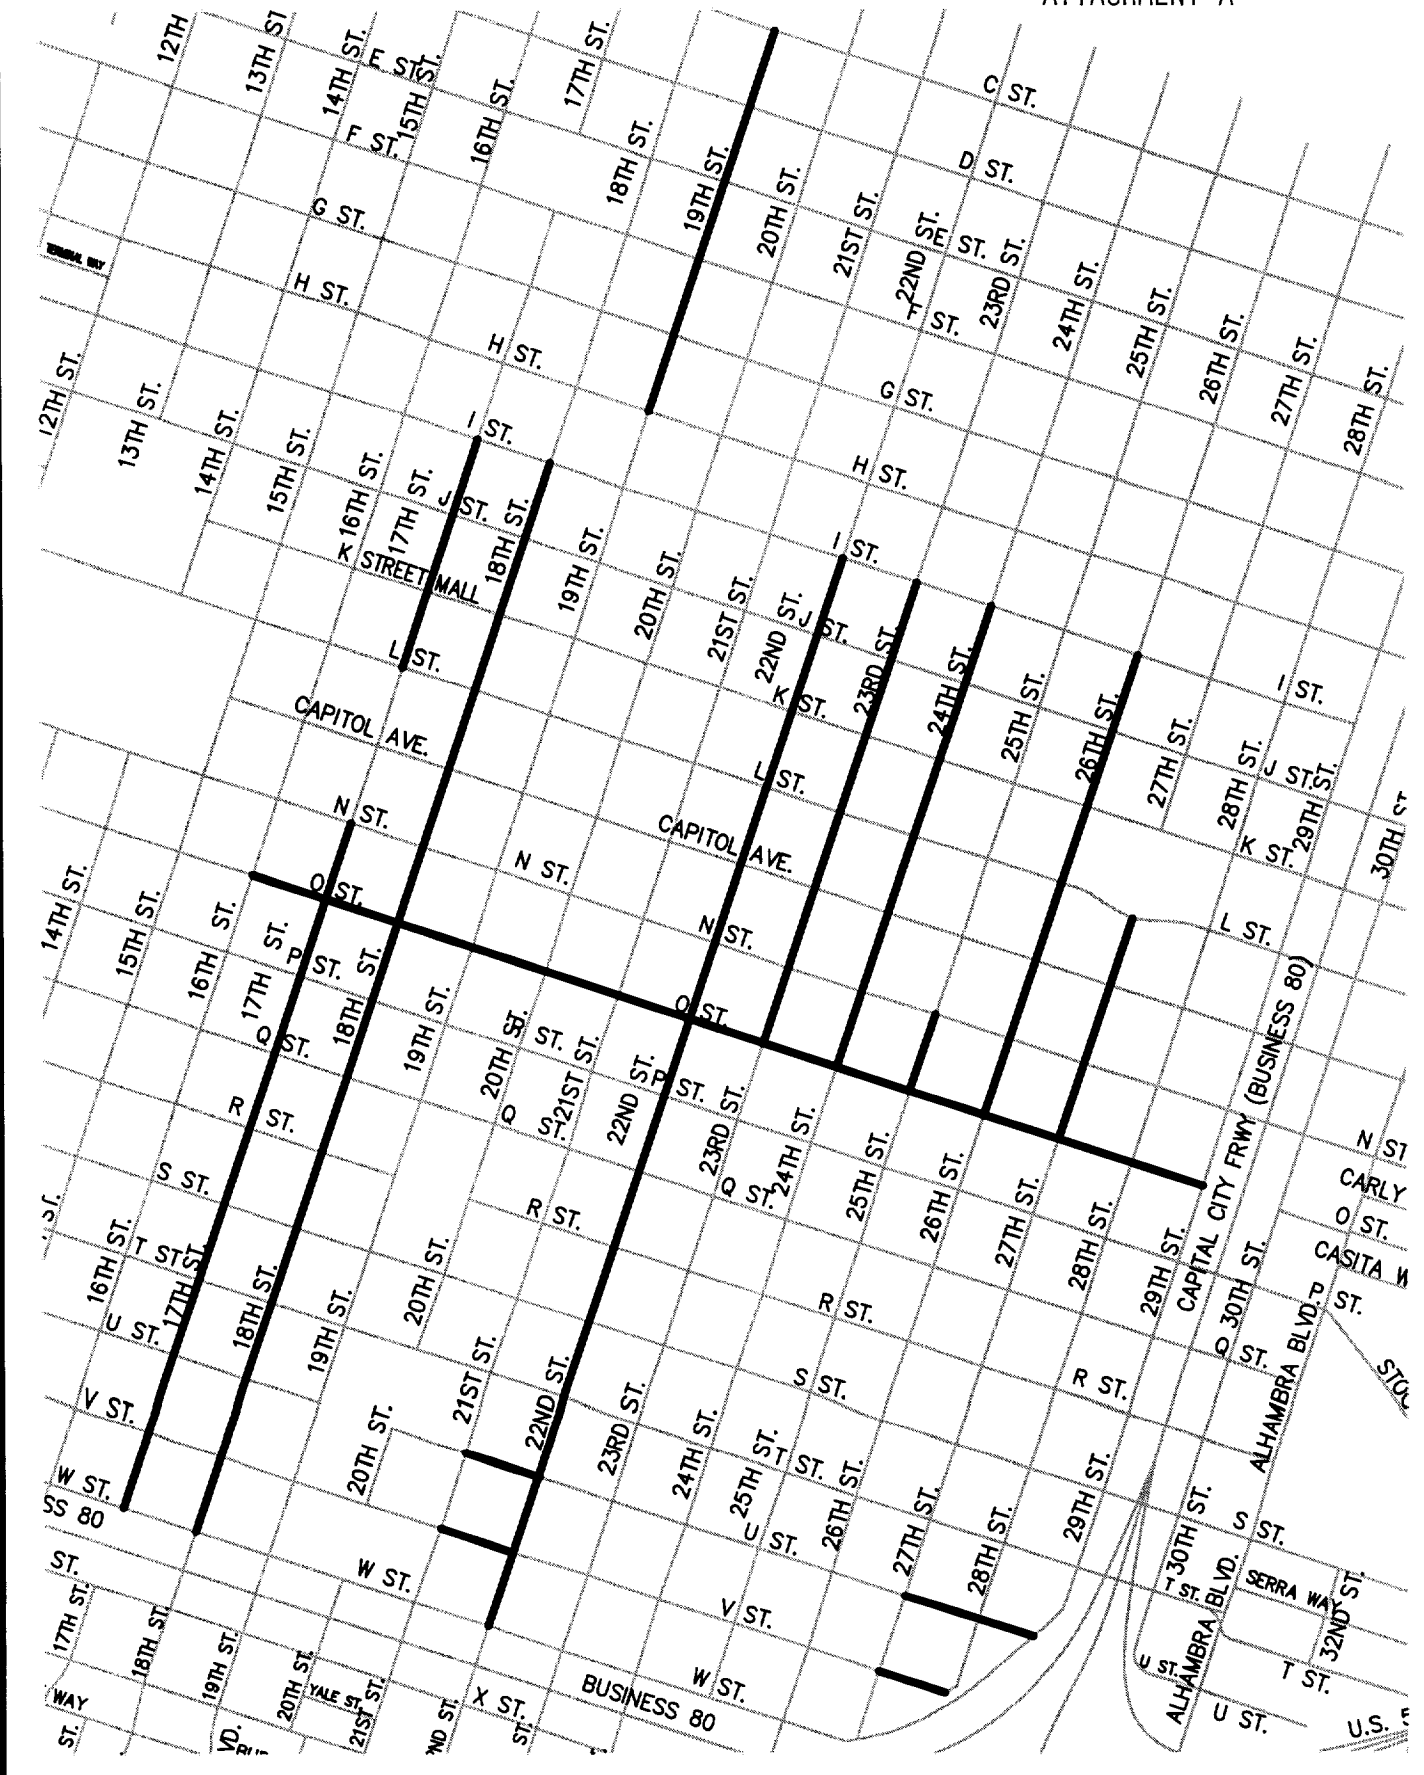 ATTACHMENT A
12TH
13TH ST.
14TH ST.
E ST.
15TH ST.
16TH ST.
17TH ST.
18TH ST.
19TH ST.
20TH ST.
21ST ST.
22ND ST.
23RD ST.
24TH ST.
25TH ST.
26TH ST.
27TH ST.
28TH ST.
C ST.
D ST.
E ST.
F ST.
F ST.
G ST.
G ST.
H ST.
H ST.
H ST.
12TH ST.
13TH ST.
14TH ST.
15TH ST.
16TH ST.
17TH ST.
I ST.
J ST.
18TH ST.
K STREET MALL
19TH ST.
20TH ST.
21ST ST.
22ND ST.
I ST.
J ST.
23RD ST.
24TH ST.
25TH ST.
26TH ST.
27TH ST.
28TH ST.
I ST.
J ST.
29TH ST.
30TH ST
L ST.
K ST.
K ST.
CAPITOL AVE.
L ST.
CAPITOL AVE.
N ST.
N ST.
N ST.
L ST.
O ST.
O ST.
14TH ST.
15TH ST.
16TH ST.
17TH ST.
P ST.
18TH ST.
19TH ST.
20TH ST.
P ST.
21ST ST.
22ND ST.
P ST.
Q ST.
Q ST.
Q ST.
23RD ST.
24TH ST.
25TH ST.
26TH ST.
27TH ST.
28TH ST.
29TH ST.
CAPITAL CITY FRWY (BUSINESS 80)
30TH ST.
N ST
CARLY
O ST.
CASITA W
P ST.
R ST.
R ST.
R ST.
R ST.
S ST.
S ST.
Q ST.
ALHAMBRA BLVD.
STOC
ST.
16TH ST.
T ST.
17TH ST.
18TH ST.
19TH ST.
20TH ST.
21ST ST.
22ND ST.
23RD ST.
24TH ST.
25TH ST.
T ST.
26TH ST.
27TH ST.
28TH ST.
29TH ST.
30TH ST.
S ST.
U ST.
V ST.
20TH ST.
W ST.
SS 80
U ST.
V ST.
W ST.
W ST.
BUSINESS 80
X ST.
ST.
17TH ST.
18TH ST.
19TH ST.
20TH ST.
YALE ST.
21ST ST.
ND ST.
ST.
WAY
ST.
VD.
T ST.
SERRA WAY
32ND ST.
ALHAMBRA BLVD.
U ST.
T ST.
U ST.
U.S. 5